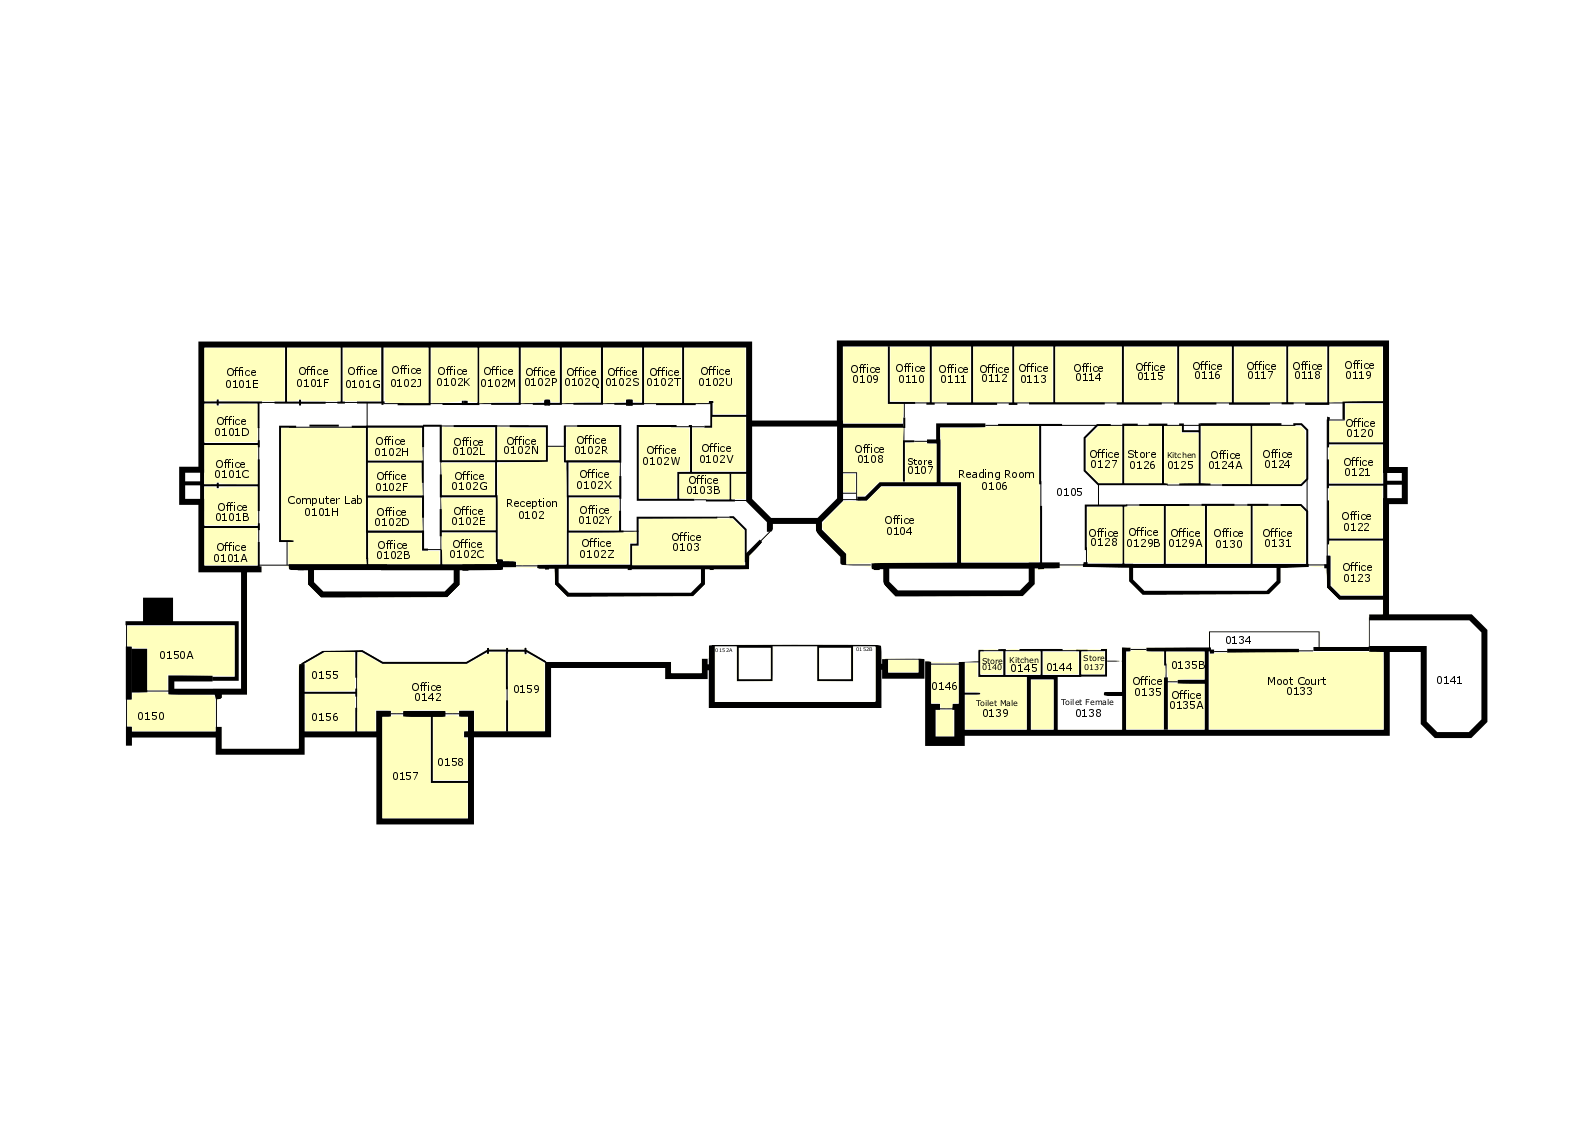 Office
0101E
Office
0101F
Office
0101G
Office
0102J
Office
0102K
Office
0102M
Office
0102P
Office
0102Q
Office
0102S
Office
0102T
Office
0102U
Office
0109
Office
0110
Office
0111
Office
0112
Office
0113
Office
0114
Office
0115
Office
0116
Office
0117
Office
0118
Office
0119
Office
0101D
Office
0101C
Office
0101B
Office
0101A
Computer Lab
0101H
Office
0102H
Office
0102F
Office
0102D
Office
0102B
Office
0102L
Office
0102G
Office
0102E
Office
0102C
Office
0102N
Reception
0102
Office
0102R
Office
0102X
Office
0102Y
Office
0102Z
Office
0102W
Office
0102V
Office
0103B
Office
0103
Office
0108
Store
0107
Office
0104
Reading Room
0106
0105
Office
0127
Store
0126
Kitchen
0125
Office
0124A
Office
0124
Office
0128
Office
0129B
Office
0129A
Office
0130
Office
0131
Office
0120
Office
0121
Office
0122
Office
0123
0150A
0150
0155
0156
Office
0142
0159
0157
0158
0152A
0152B
0146
Store
0140
Kitchen
0145
0144
Store
0137
Toilet Male
0139
Toilet Female
0138
Office
0135
0135B
Office
0135A
0134
Moot Court
0133
0141